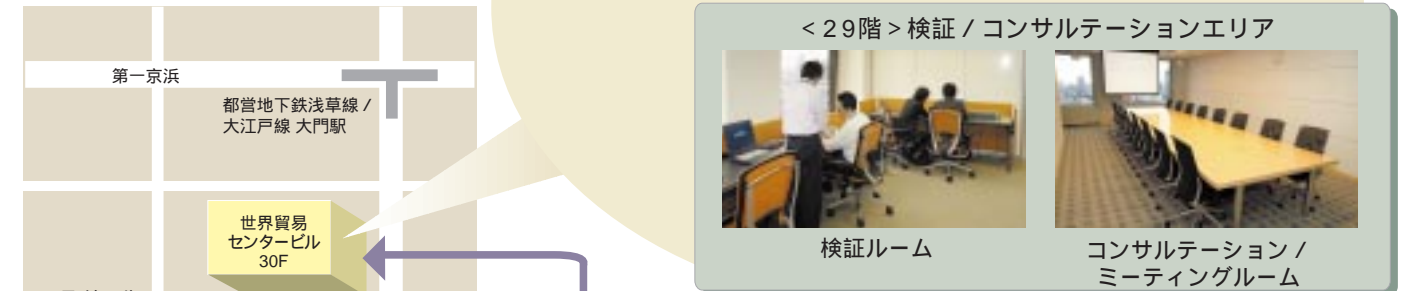 第一京浜
都営地下鉄浅草線 /
大江戸線 大門駅
世界貿易
センタービル
30F
< 29階 > 検証 / コンサルテーションエリア
検証ルーム
コンサルテーション /
ミーティングルーム